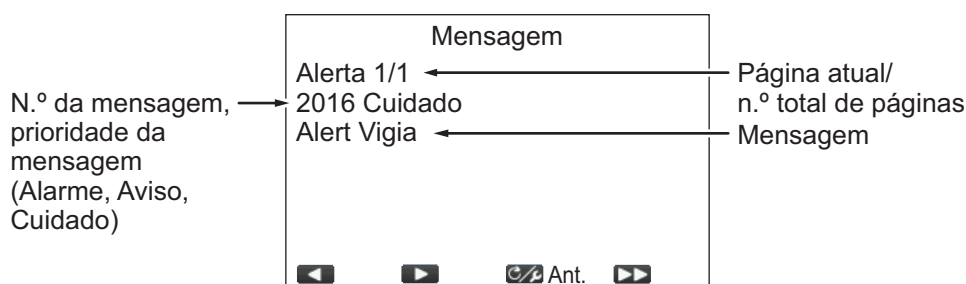 Mensagem
Alerta 1/1
2016 Cuidado
Alert Vigia
Ant.
N.º da mensagem,
prioridade da
mensagem
(Alarme, Aviso,
Cuidado)
Página atual/
n.º total de páginas
Mensagem